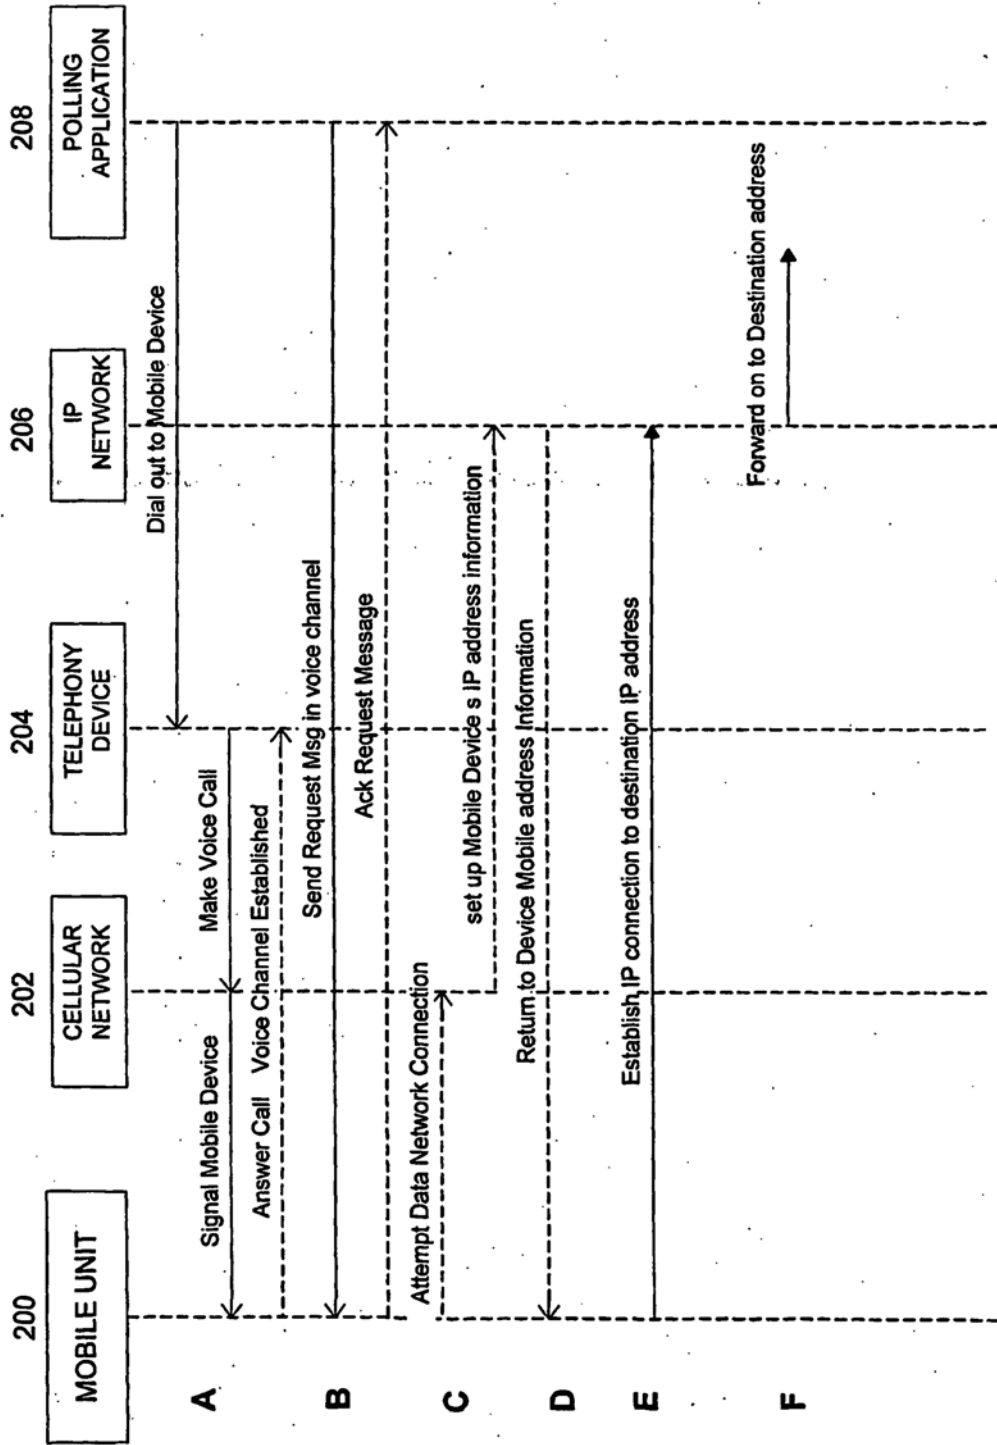 200
202
204
206
208
MOBILE UNIT
CELLULAR
NETWORK
TELEPHONY
DEVICE
IP
NETWORK
POLLING
APPLICATION
A
Dial out to Mobile Device
Signal Mobile Device
Make Voice Call
Answer Call Voice Channel Established
B
Send Request Msg in voice channel
Ack Request Message
C
Attempt Data Network Connection
set up Mobile Device s IP address information
D
Return to Device Mobile address Information
E
Establish IP connection to destination IP address
F
Forward on to Destination address